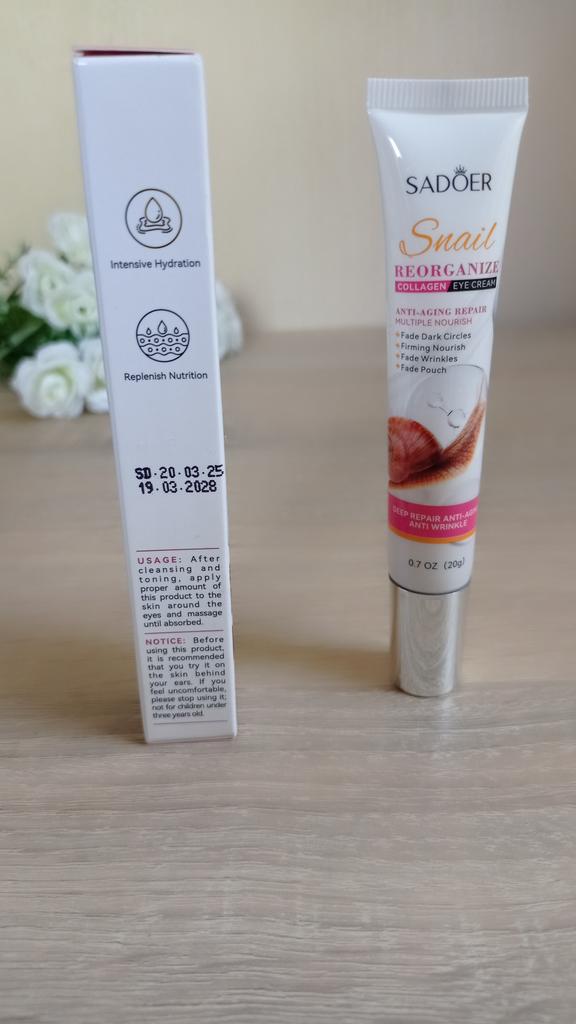 Intensive Hydration
Replenish Nutrition
SD·20·03·25
19·03·2028
USAGE: After
cleansing and
toning, apply
proper amount of
this product to the
skin around the
eyes and massage
until absorbed.
NOTICE: Before
using this product,
it is recommended
that you try it on
the skin behind
your ears. If you
feel uncomfortable,
please stop using it;
not for children under
three years old.
SADOER
Snail
REORGANIZE
COLLAGEN EYE CREAM
ANTI-AGING REPAIR
MULTIPLE NOURISH
Fade Dark Circles
Firming Nourish
Fade Wrinkles
Fade Pouch
DEEP REPAIR ANTI-AGING
ANTI WRINKLE
0.7 OZ (20g)